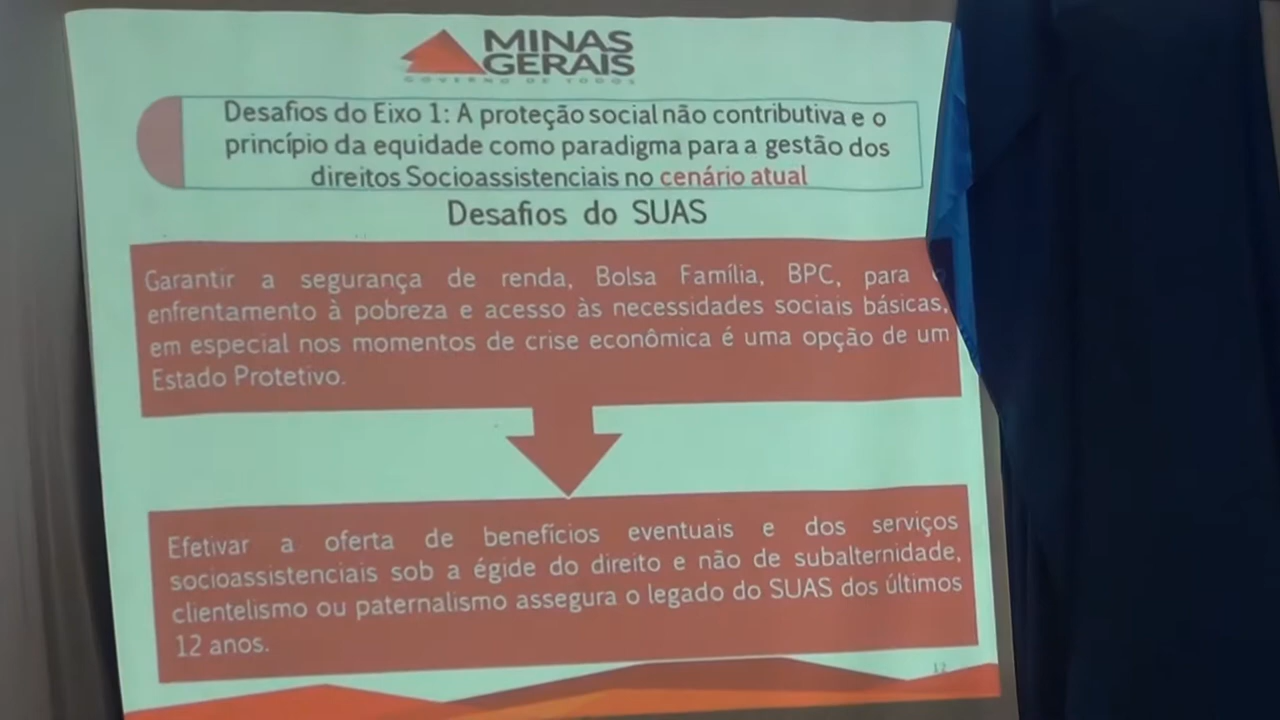 MINAS
GERAIS
GOVERNO DE TODOS
Desafios do Eixo 1: A proteção social não contributiva e o
princípio da equidade como paradigma para a gestão dos
direitos Socioassistenciais no cenário atual
Desafios do SUAS
Garantir a segurança de renda, Bolsa Família, BPC, para
enfrentamento à pobreza e acesso às necessidades sociais básicas,
em especial nos momentos de crise econômica é uma opção de um
Estado Protetivo.
Efetivar a oferta de benefícios eventuais e dos serviços
socioassistenciais sob a égide do direito e não de subalternidade,
clientelismo ou paternalismo assegura o legado do SUAS dos últimos
12 anos.
12